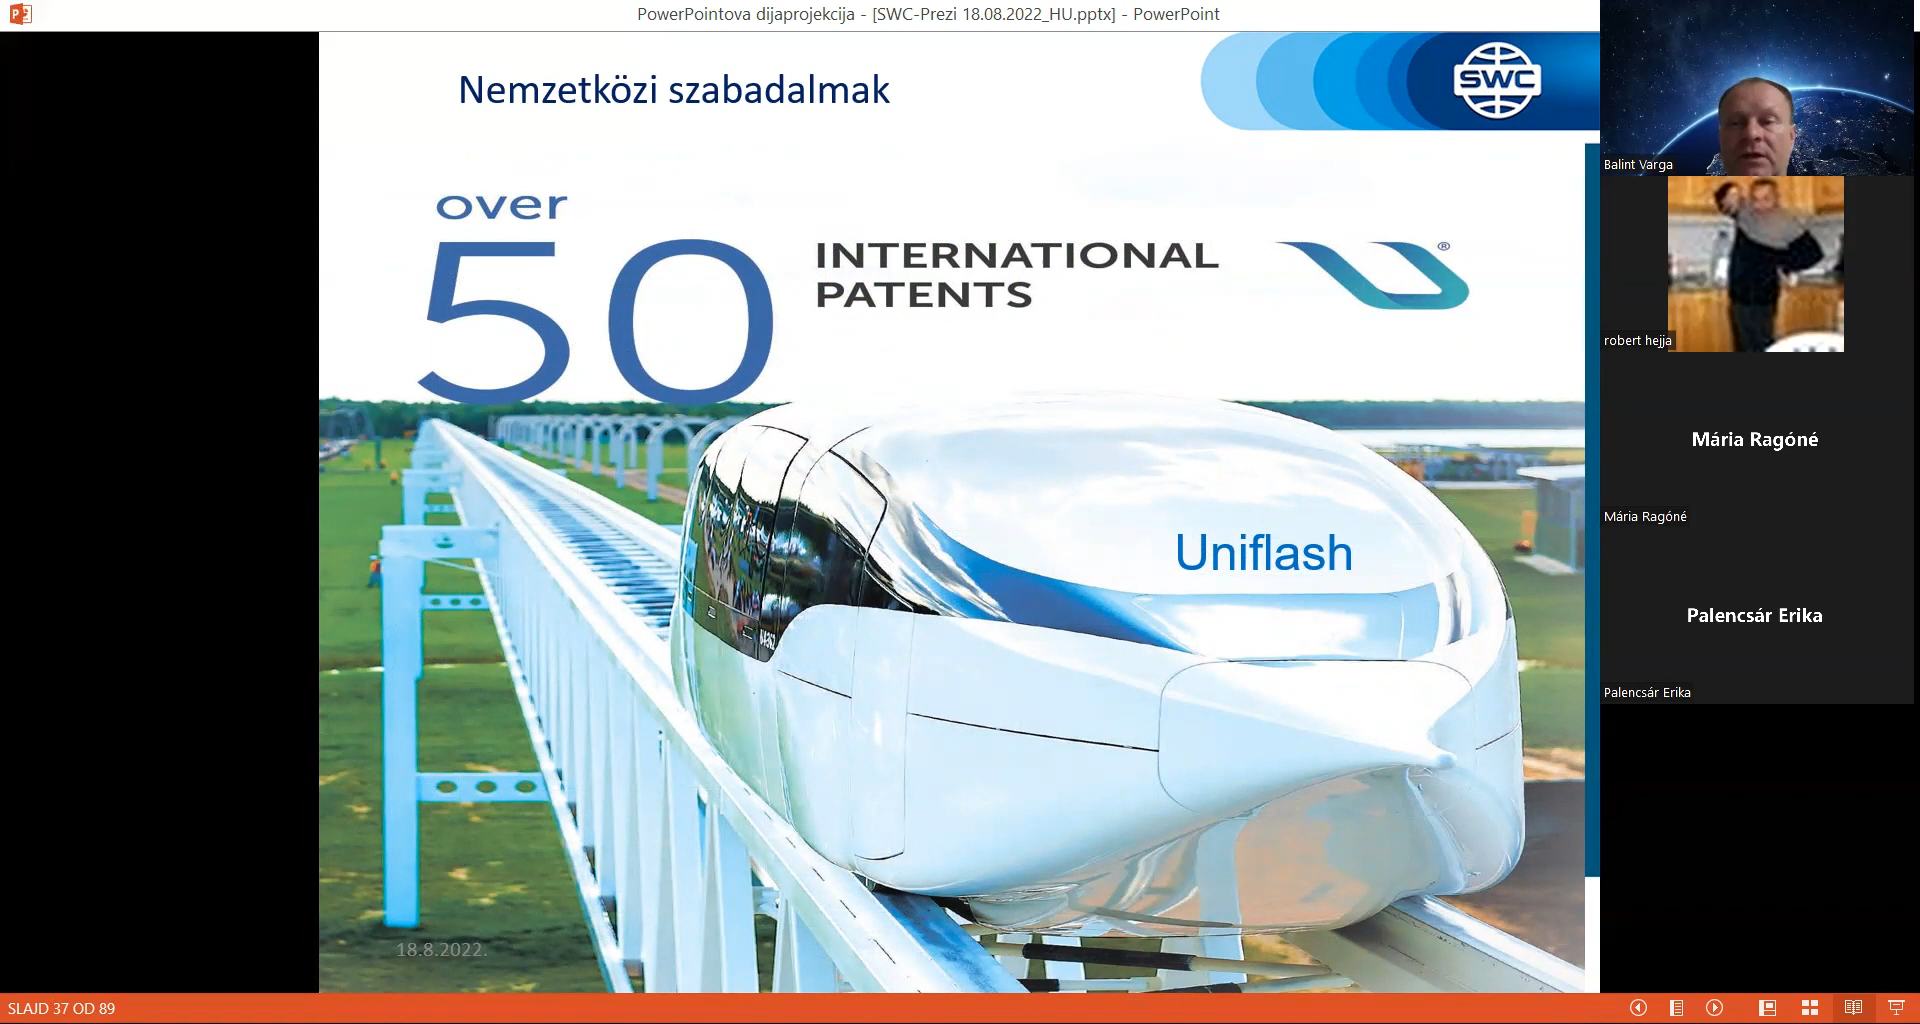 PowerPointova dijaprojekcija - [SWC-Prezi 18.08.2022_HU.pptx] - PowerPoint
Nemzetközi szabadalmak
SWC
over
50
INTERNATIONAL
PATENTS
®
Uniflash
18.8.2022.
Balint Varga
robert hejja
Mária Ragóné
Mária Ragóné
Palencsár Erika
Palencsár Erika
SLAJD 37 OD 89